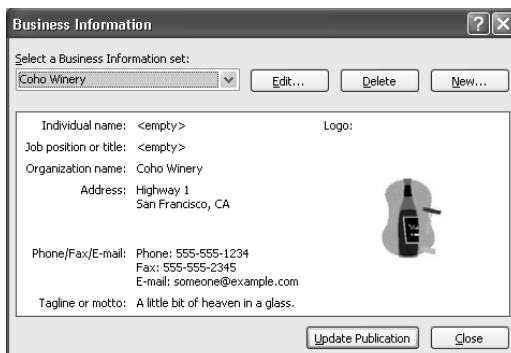 Business Information
Select a Business Information set:
Coho Winery
Edit...
Delete
New...
Individual name: <empty>
Logo:
Job position or title: <empty>
Organization name: Coho Winery
Address: Highway 1
San Francisco, CA
Phone/Fax/E-mail: Phone: 555-555-1234
Fax: 555-555-2345
E-mail: someone@example.com
Tagline or motto: A little bit of heaven in a glass.
Update Publication
Close